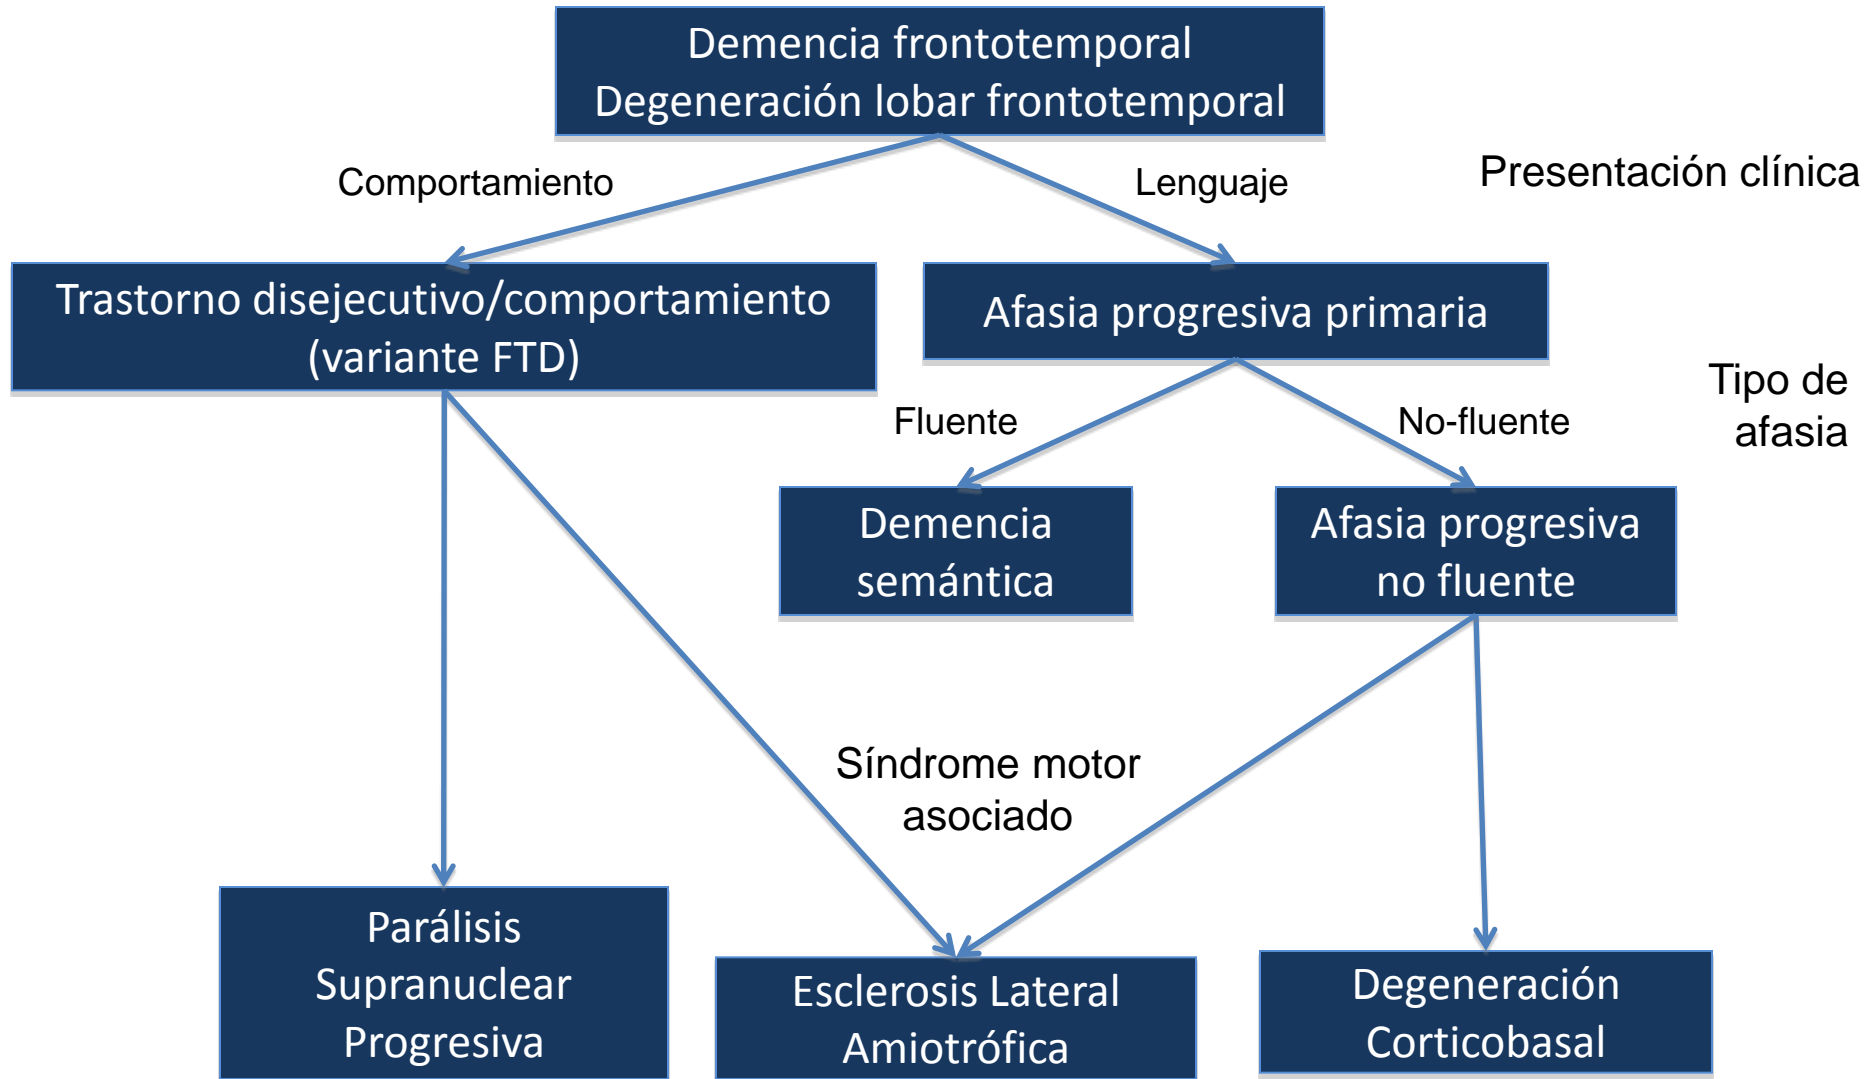 Demencia frontotemporal
Degeneración lobar frontotemporal
Comportamiento
Lenguaje
Presentación clínica
Trastorno disejecutivo/comportamiento
(variante FTD)
Afasia progresiva primaria
Tipo de
afasia
Fluente
No-fluente
Demencia
semántica
Afasia progresiva
no fluente
Síndrome motor
asociado
Parálisis
Supranuclear
Progresiva
Esclerosis Lateral
Amiotrófica
Degeneración
Corticobasal